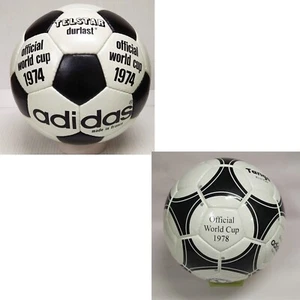 TELSTAR
durlast
official
world cup
1974
official
world cup
1974
adidas
made in France
Official
World Cup
1978